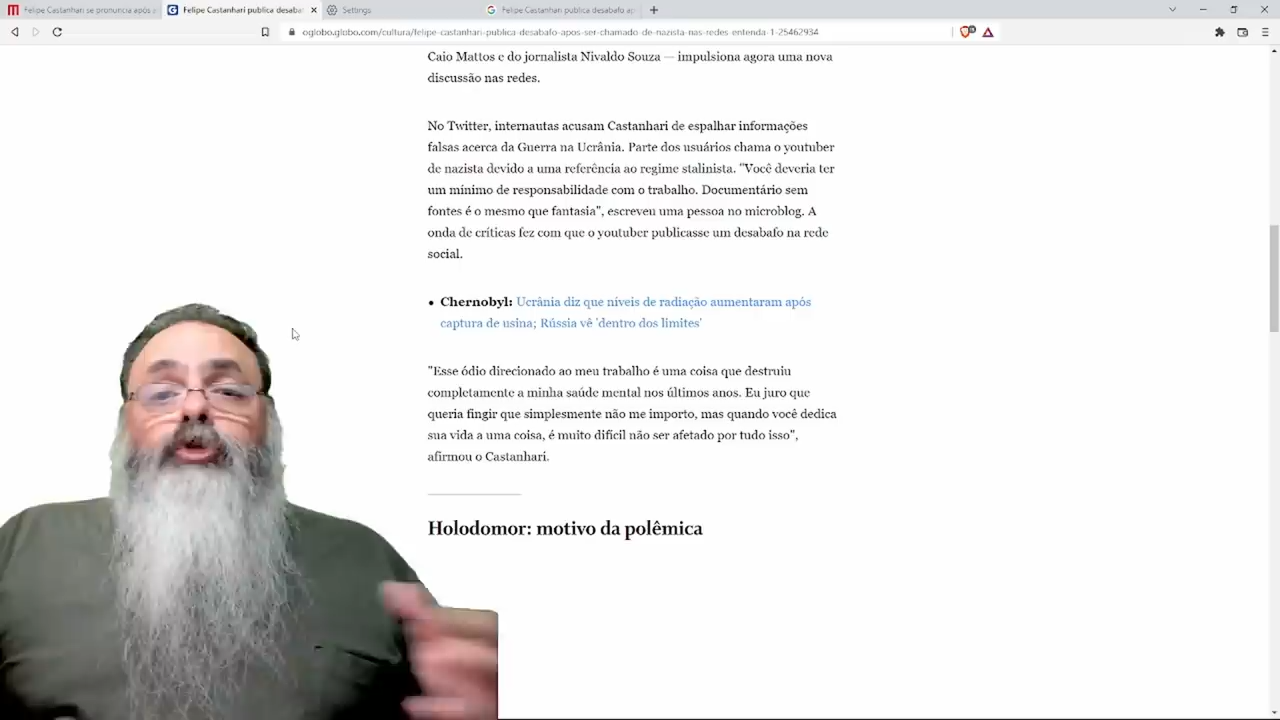 Felipe Castanhari se pronuncia após a
Felipe Castanhari publica desabaf
Settings
Felipe Castanhari publica desabafo ap
oglobo.globo.com/cultura/felipe-castanhari-publica-desabafo-apos-ser-chamado-de-nazista-nas-redes-entenda-1-25462934
Caio Mattos e do jornalista Nivaldo Souza — impulsiona agora uma nova
discussão nas redes.
No Twitter, internautas acusam Castanhari de espalhar informações
falsas acerca da Guerra na Ucrânia. Parte dos usuários chama o youtuber
de nazista devido a uma referência ao regime stalinista. "Você deveria ter
um mínimo de responsabilidade com o trabalho. Documentário sem
fontes é o mesmo que fantasia", escreveu uma pessoa no microblog. A
onda de críticas fez com que o youtuber publicasse um desabafo na rede
social.
• Chernobyl: Ucrânia diz que níveis de radiação aumentaram após
captura de usina; Rússia vê 'dentro dos limites'
"Esse ódio direcionado ao meu trabalho é uma coisa que destruiu
completamente a minha saúde mental nos últimos anos. Eu juro que
queria fingir que simplesmente não me importo, mas quando você dedica
sua vida a uma coisa, é muito difícil não ser afetado por tudo isso",
afirmou o Castanhari.
Holodomor: motivo da polêmica